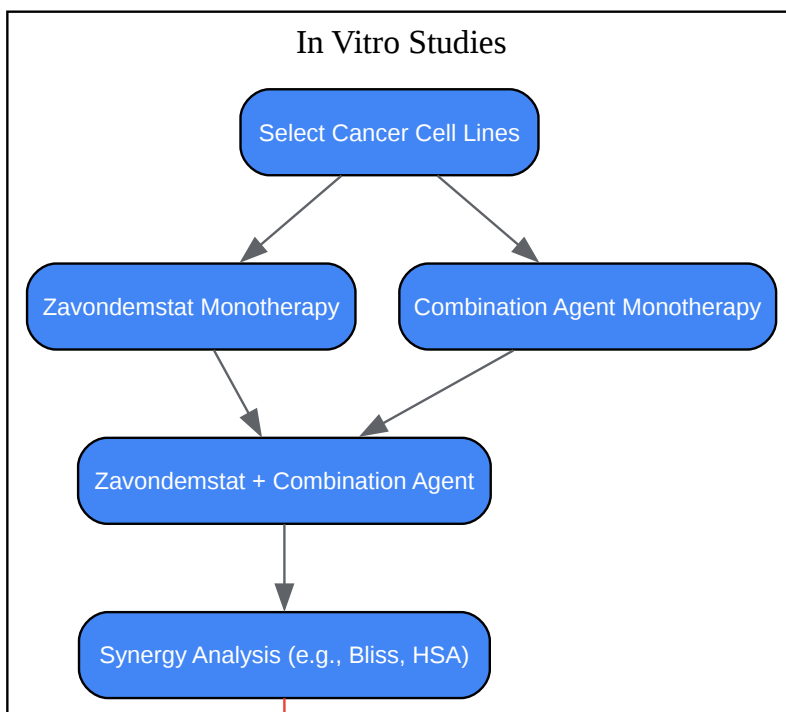 In Vitro Studies
Select Cancer Cell Lines
Zavondemstat Monotherapy
Combination Agent Monotherapy
Zavondemstat + Combination Agent
Synergy Analysis (e.g., Bliss, HSA)